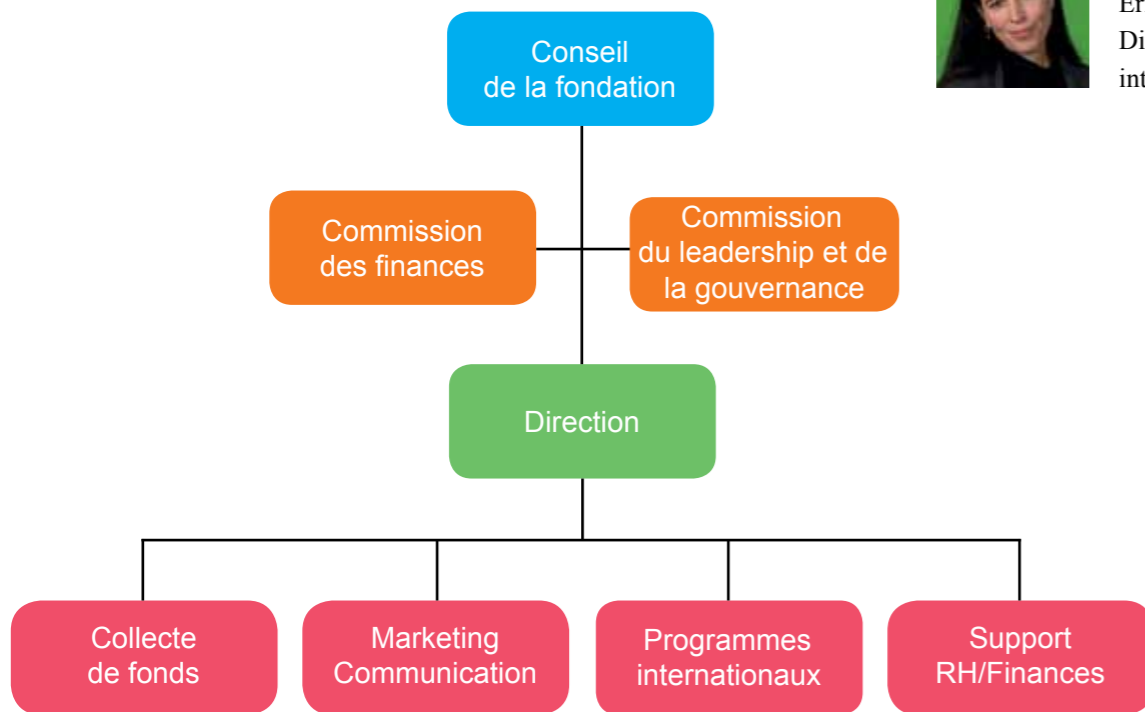 Conseil
de la fondation
Commission
des finances
Commission
du leadership et de
la gouvernance
Direction
Collecte
de fonds
Marketing
Communication
Programmes
internationaux
Support
RH/Finances